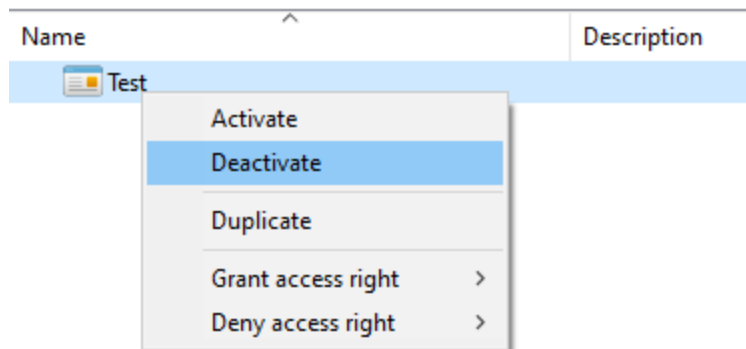 Name Description
Test
Activate
Deactivate
Duplicate
Grant access right
Deny access right